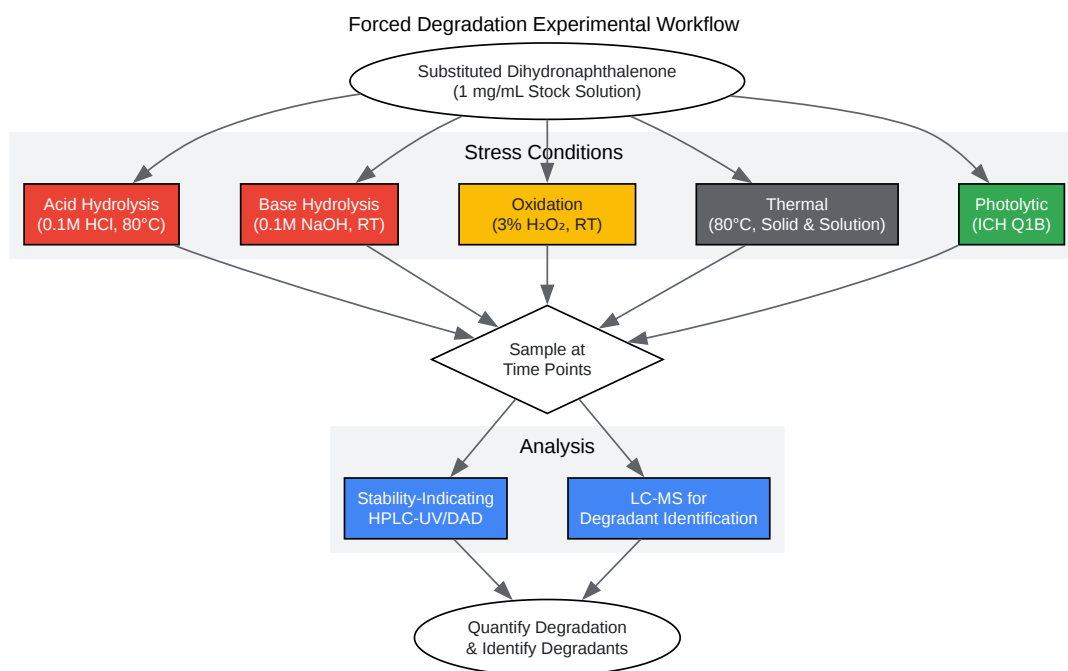 Forced Degradation Experimental Workflow
Substituted Dihydronaphthalenone
(1 mg/mL Stock Solution)
Stress Conditions
Acid Hydrolysis
(0.1M HCl, 80°C)
Base Hydrolysis
(0.1M NaOH, RT)
Oxidation
(3% H₂O₂, RT)
Thermal
(80°C, Solid & Solution)
Photolytic
(ICH Q1B)
Sample at
Time Points
Analysis
Stability-Indicating
HPLC-UV/DAD
LC-MS for
Degradant Identification
Quantify Degradation
& Identify Degradants